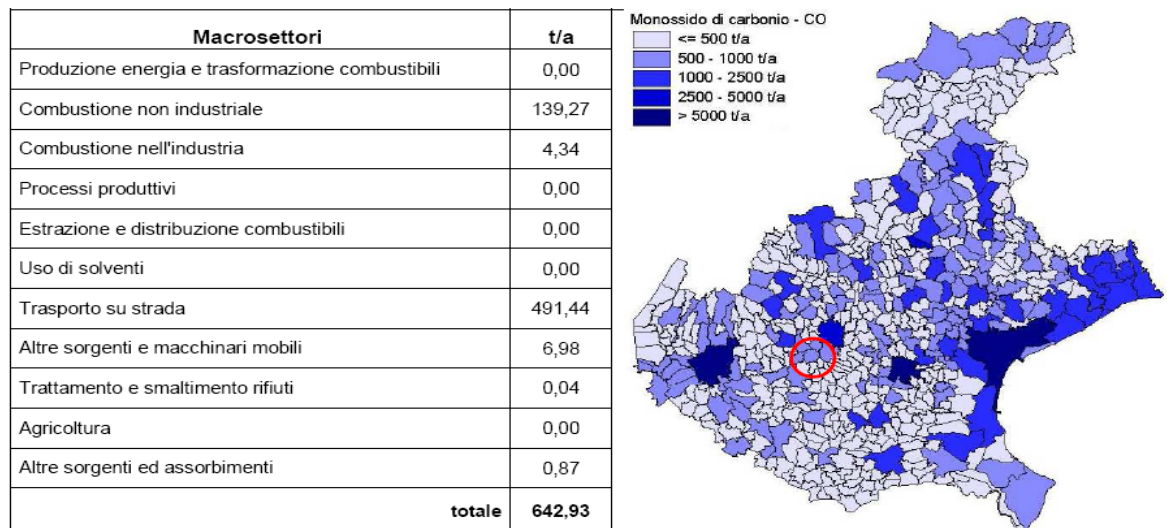 Macrosettori t/a
Produzione energia e trasformazione combustibili 0,00
Combustione non industriale 139,27
Combustione nell'industria 4,34
Processi produttivi 0,00
Estrazione e distribuzione combustibili 0,00
Uso di solventi 0,00
Trasporto su strada 491,44
Altre sorgenti e macchinari mobili 6,98
Trattamento e smaltimento rifiuti 0,04
Agricoltura 0,00
Altre sorgenti ed assorbimenti 0,87
totale 642,93
Monossido di carbonio - CO
<= 500 t/a
500 - 1000 t/a
1000 - 2500 t/a
2500 - 5000 t/a
> 5000 t/a